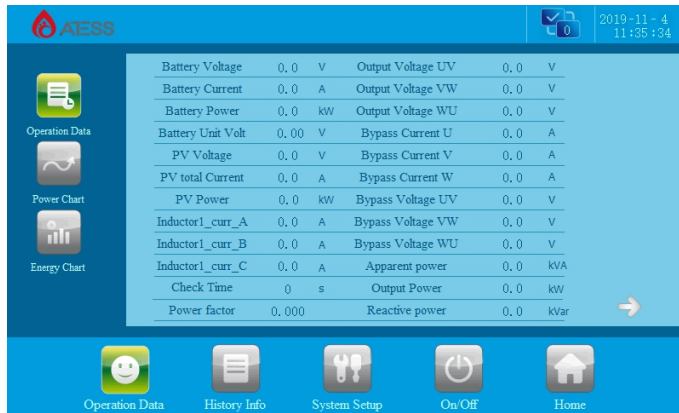 ATESS
0
2019-11- 4
11:35:34
Battery Voltage 0.0 V Output Voltage UV 0.0 V
Battery Current 0.0 A Output Voltage VW 0.0 V
Battery Power 0.0 kW Output Voltage WU 0.0 V
Battery Unit Volt 0.00 V Bypass Current U 0.0 A
PV Voltage 0.0 V Bypass Current V 0.0 A
PV total Current 0.0 A Bypass Current W 0.0 A
PV Power 0.0 kW Bypass Voltage UV 0.0 V
Inductor1_curr_A 0.0 A Bypass Voltage VW 0.0 V
Inductor1_curr_B 0.0 A Bypass Voltage WU 0.0 V
Inductor1_curr_C 0.0 A Apparent power 0.0 kVA
Check Time 0 s Output Power 0.0 kW
Power factor 0.000 Reactive power 0.0 kVar
Operation Data
Power Chart
Energy Chart
Operation Data History Info System Setup On/Off Home